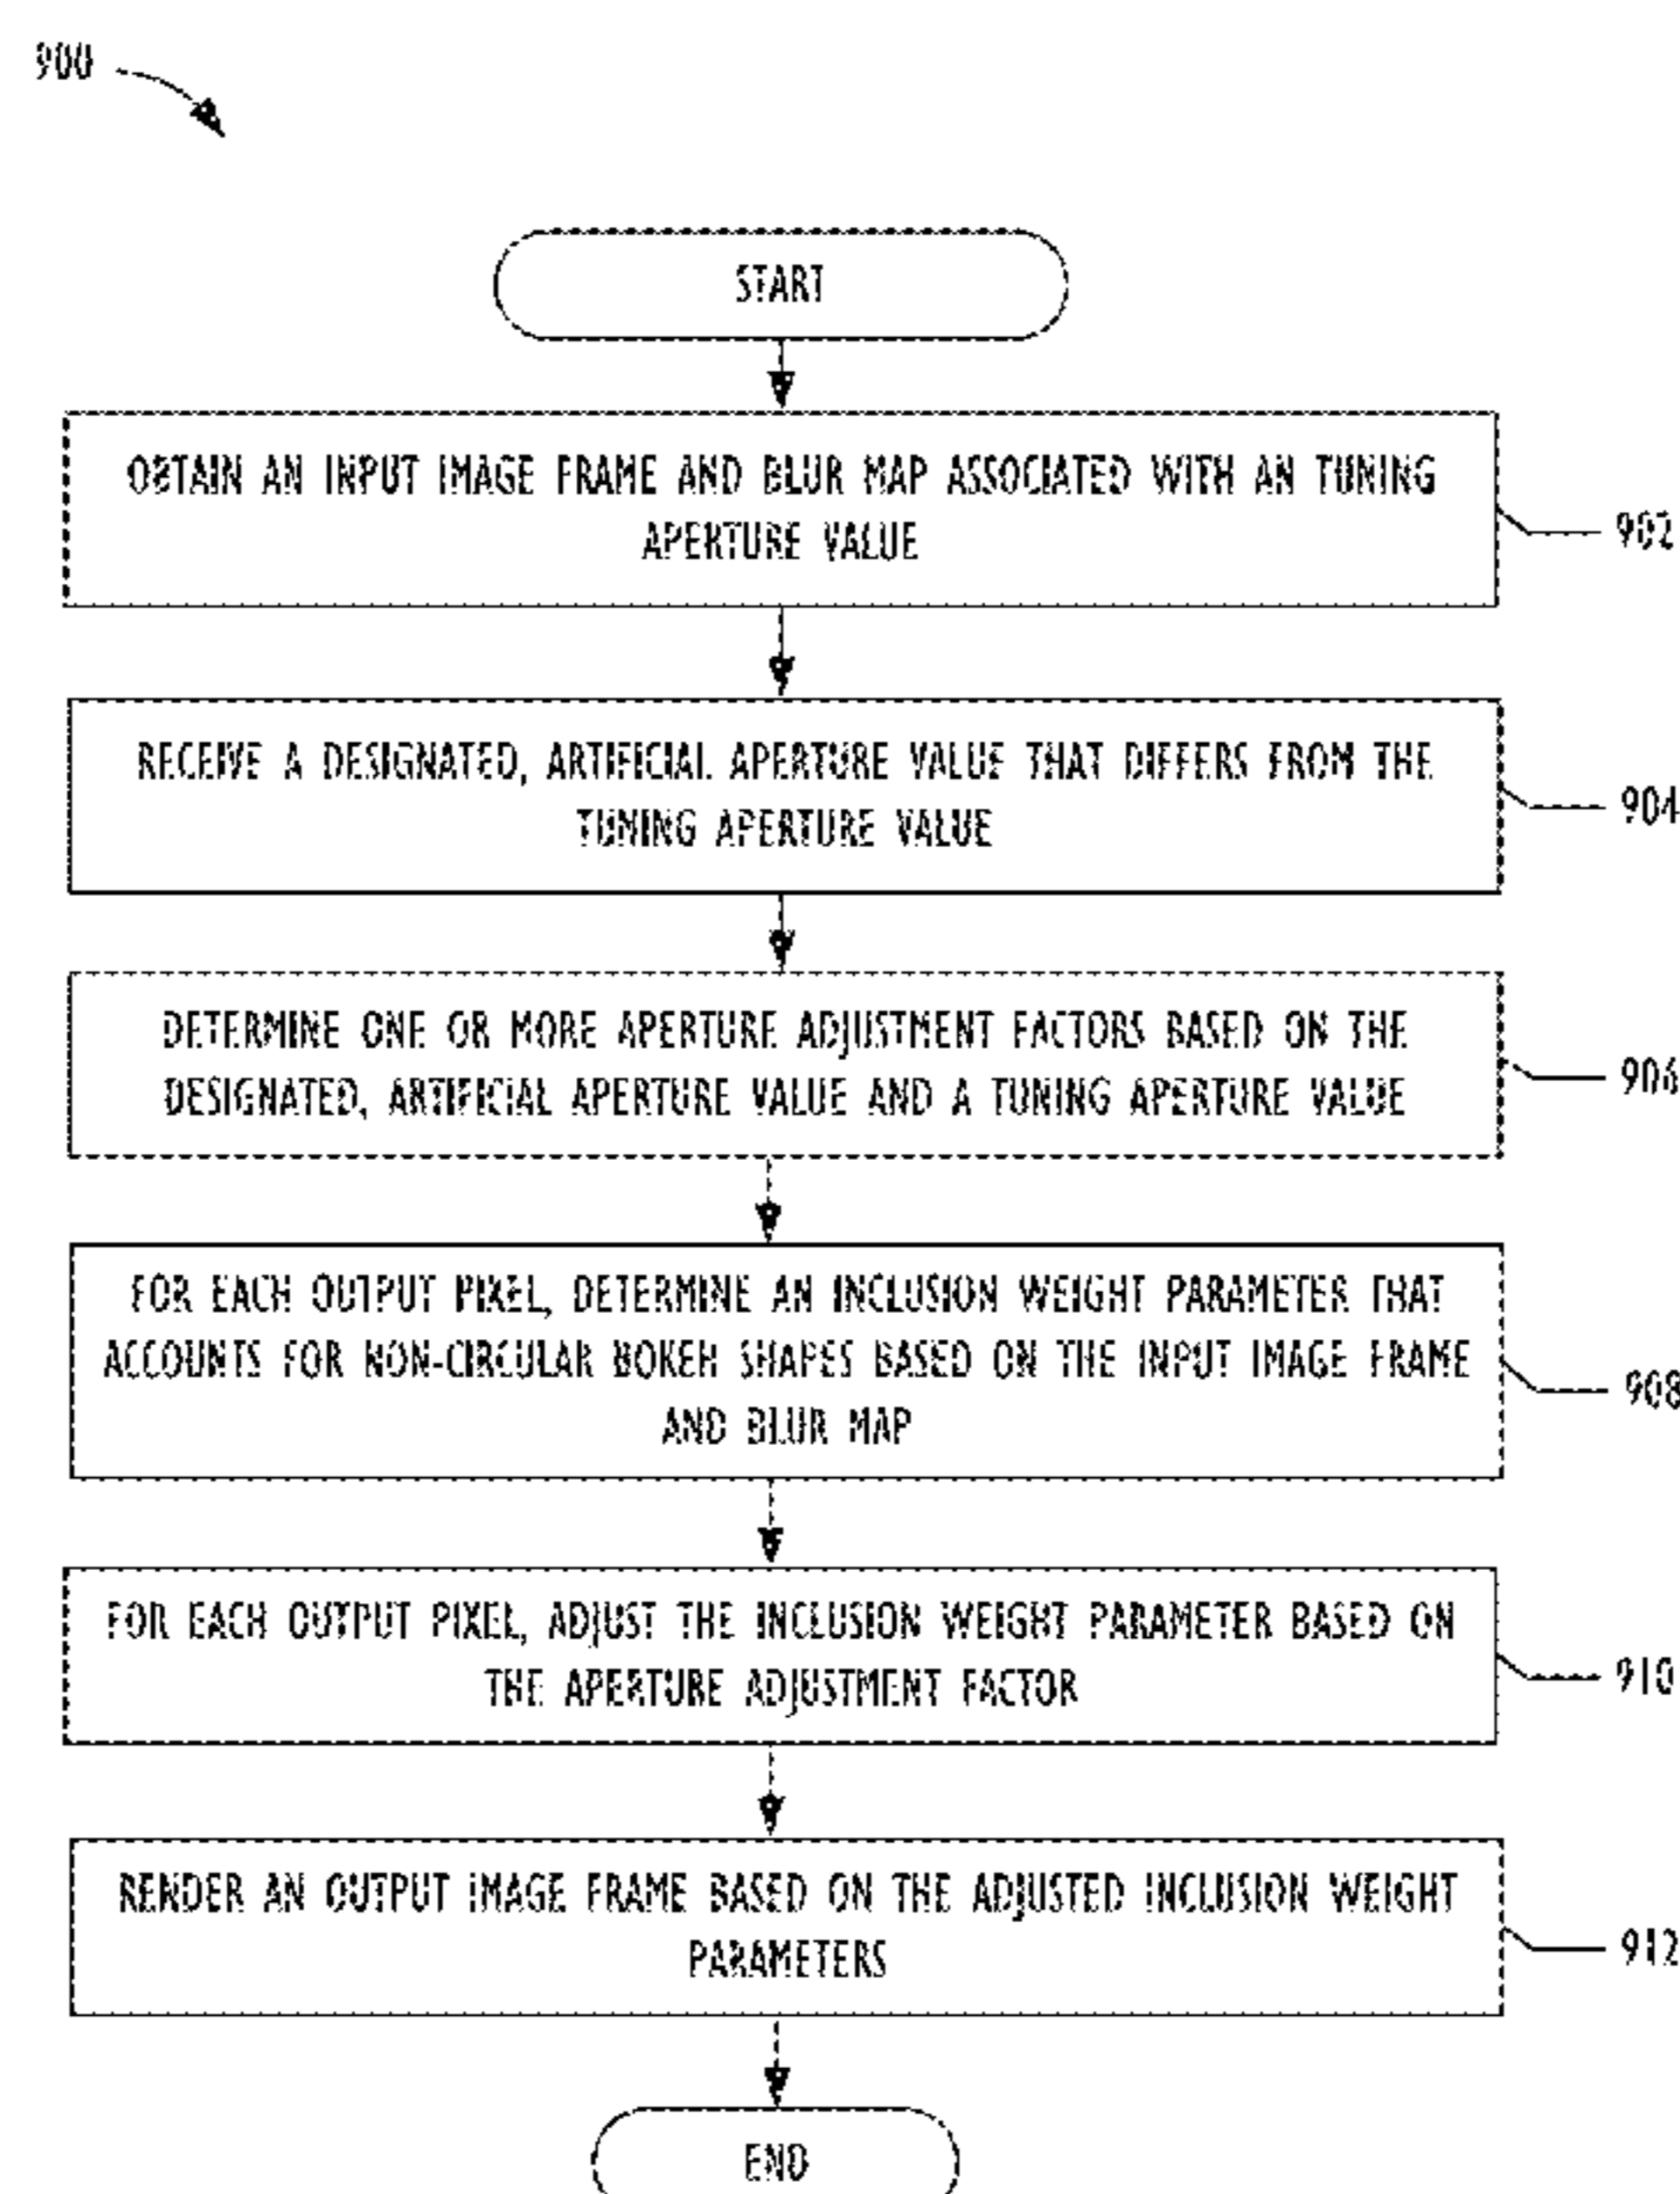 900
START
OBTAIN AN INPUT IMAGE FRAME AND BLUR MAP ASSOCIATED WITH AN TUNING
APERTURE VALUE
902
RECEIVE A DESIGNATED, ARTIFICIAL APERTURE VALUE THAT DIFFERS FROM THE
TUNING APERTURE VALUE
904
DETERMINE ONE OR MORE APERTURE ADJUSTMENT FACTORS BASED ON THE
DESIGNATED, ARTIFICIAL APERTURE VALUE AND A TUNING APERTURE VALUE
906
FOR EACH OUTPUT PIXEL, DETERMINE AN INCLUSION WEIGHT PARAMETER THAT
ACCOUNTS FOR NON-CIRCULAR BOKEH SHAPES BASED ON THE INPUT IMAGE FRAME
AND BLUR MAP
908
FOR EACH OUTPUT PIXEL, ADJUST THE INCLUSION WEIGHT PARAMETER BASED ON
THE APERTURE ADJUSTMENT FACTOR
910
RENDER AN OUTPUT IMAGE FRAME BASED ON THE ADJUSTED INCLUSION WEIGHT
PARAMETERS
912
END